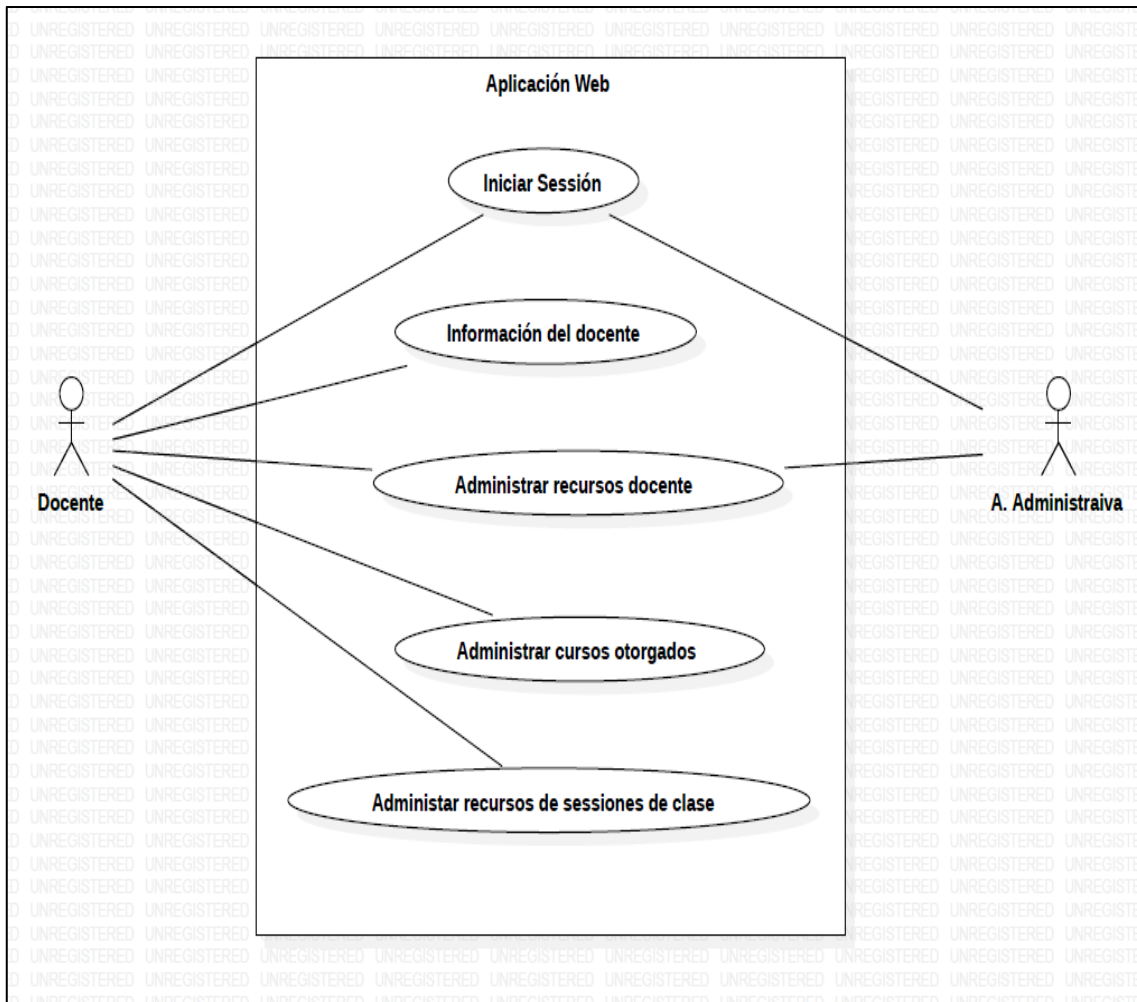 Aplicación Web
Iniciar Sessión
Información del docente
Administrar recursos docente
Docente
A. Administraiva
Administrar cursos otorgados
Administar recursos de sessiones de clase
UNREGISTERED